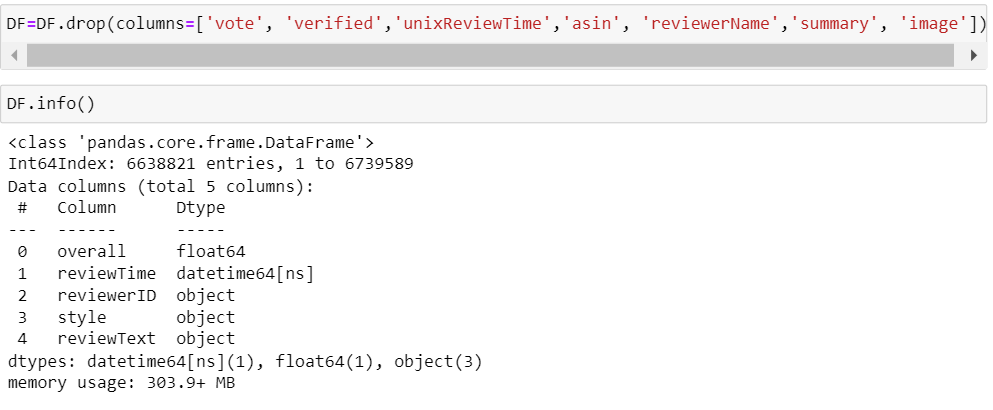 DF=DF.drop(columns=['vote', 'verified','unixReviewTime','asin', 'reviewerName','summary', 'image'])
DF.info()
<class 'pandas.core.frame.DataFrame'>
Int64Index: 6638821 entries, 1 to 6739589
Data columns (total 5 columns):
 #   Column      Dtype
---  ------      -----
 0   overall     float64
 1   reviewTime  datetime64[ns]
 2   reviewerID  object
 3   style       object
 4   reviewText  object
dtypes: datetime64[ns](1), float64(1), object(3)
memory usage: 303.9+ MB